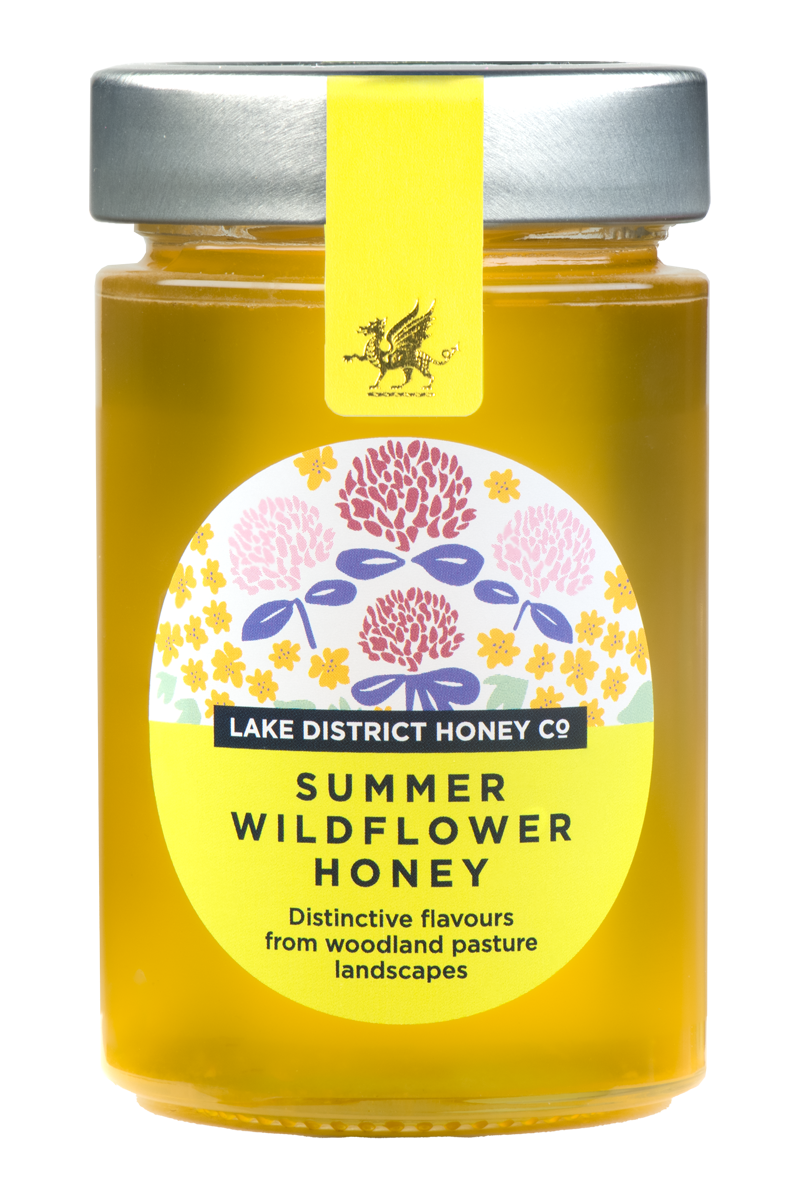 LAKE DISTRICT HONEY Cº
SUMMER
WILDFLOWER
HONEY
Distinctive flavours
from woodland pasture
landscapes